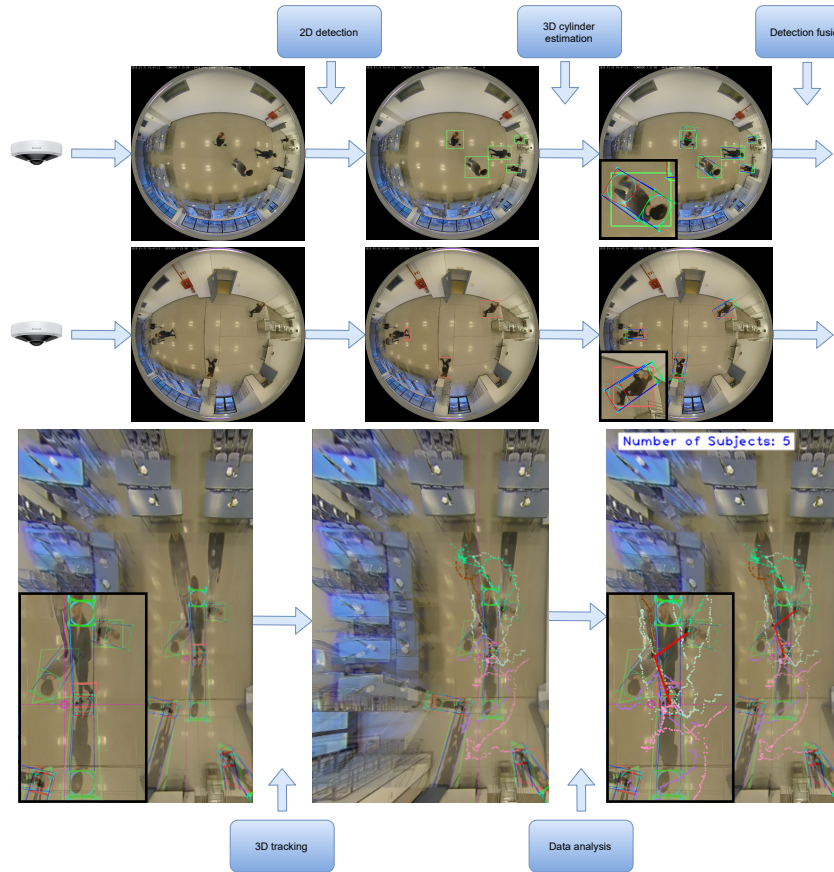 2D detection
3D cylinder
estimation
Detection fusi
Number of Subjects: 5
3D tracking
Data analysis